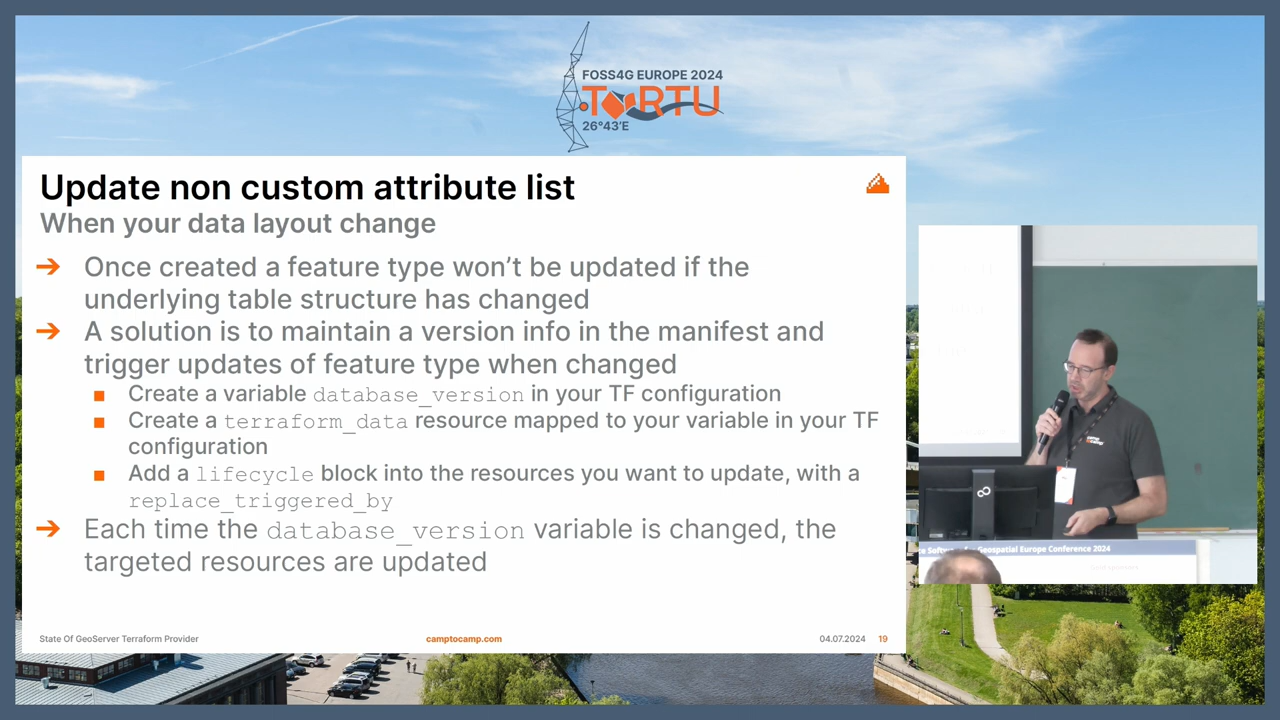 FOSS4G EUROPE 2024
TARTU
26°43'E
Update non custom attribute list
When your data layout change
➔ Once created a feature type won't be updated if the
underlying table structure has changed
➔ A solution is to maintain a version info in the manifest and
trigger updates of feature type when changed
■ Create a variable database_version in your TF configuration
■ Create a terraform_data resource mapped to your variable in your TF
configuration
■ Add a lifecycle block into the resources you want to update, with a
replace_triggered_by
➔ Each time the database_version variable is changed, the
targeted resources are updated
State Of GeoServer Terraform Provider
camptocamp.com
04.07.2024 19
Geospatial Europe Conference 2024